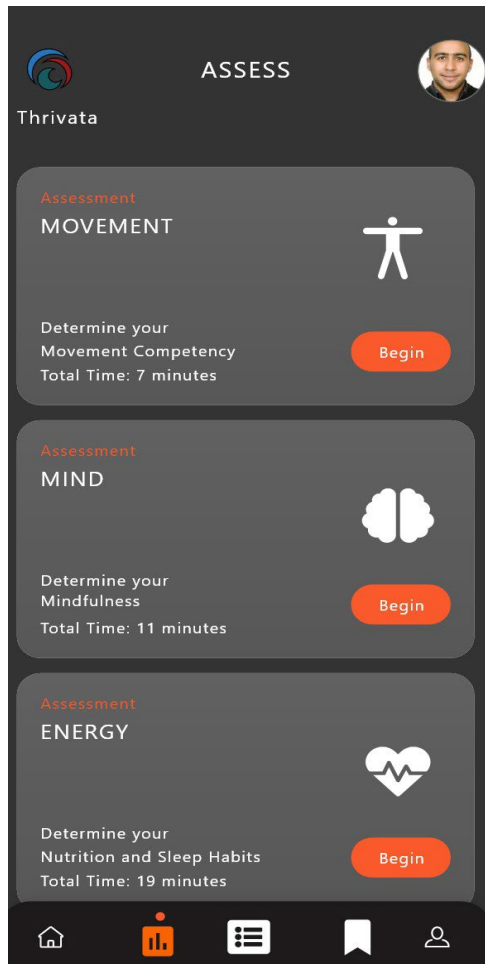 ASSESS
Thrivata
Assessment
MOVEMENT
Determine your
Movement Competency
Total Time: 7 minutes
Begin
Assessment
MIND
Determine your
Mindfulness
Total Time: 11 minutes
Begin
Assessment
ENERGY
Determine your
Nutrition and Sleep Habits
Total Time: 19 minutes
Begin